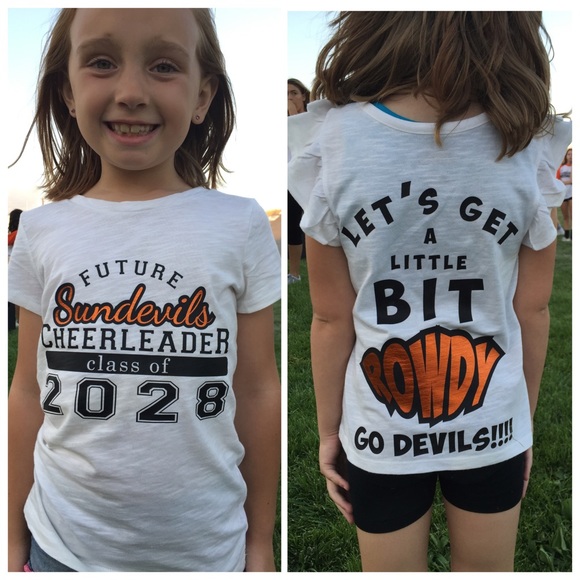 FUTURE
Sundevils
CHEERLEADER
class of
2028
LET'S GET
A
LITTLE
BIT
ROWDY
GO DEVILS!!!!